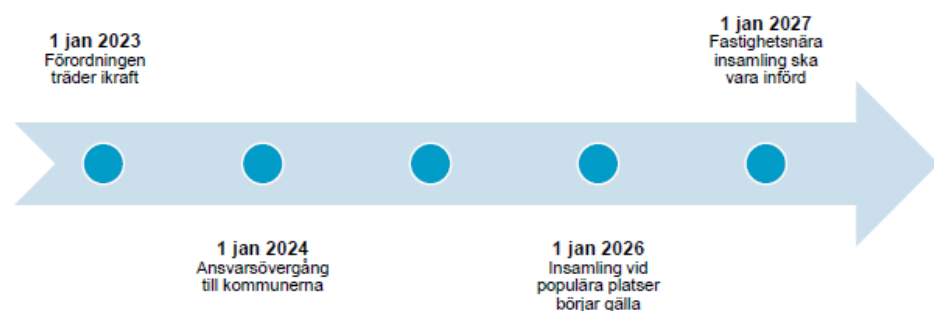 1 jan 2023
Förordningen
träder ikraft
1 jan 2024
Ansvarsövergång
till kommunerna
1 jan 2026
Insamling vid
populära platser
börjar gälla
1 jan 2027
Fastighetsnära
insamling ska
vara införd